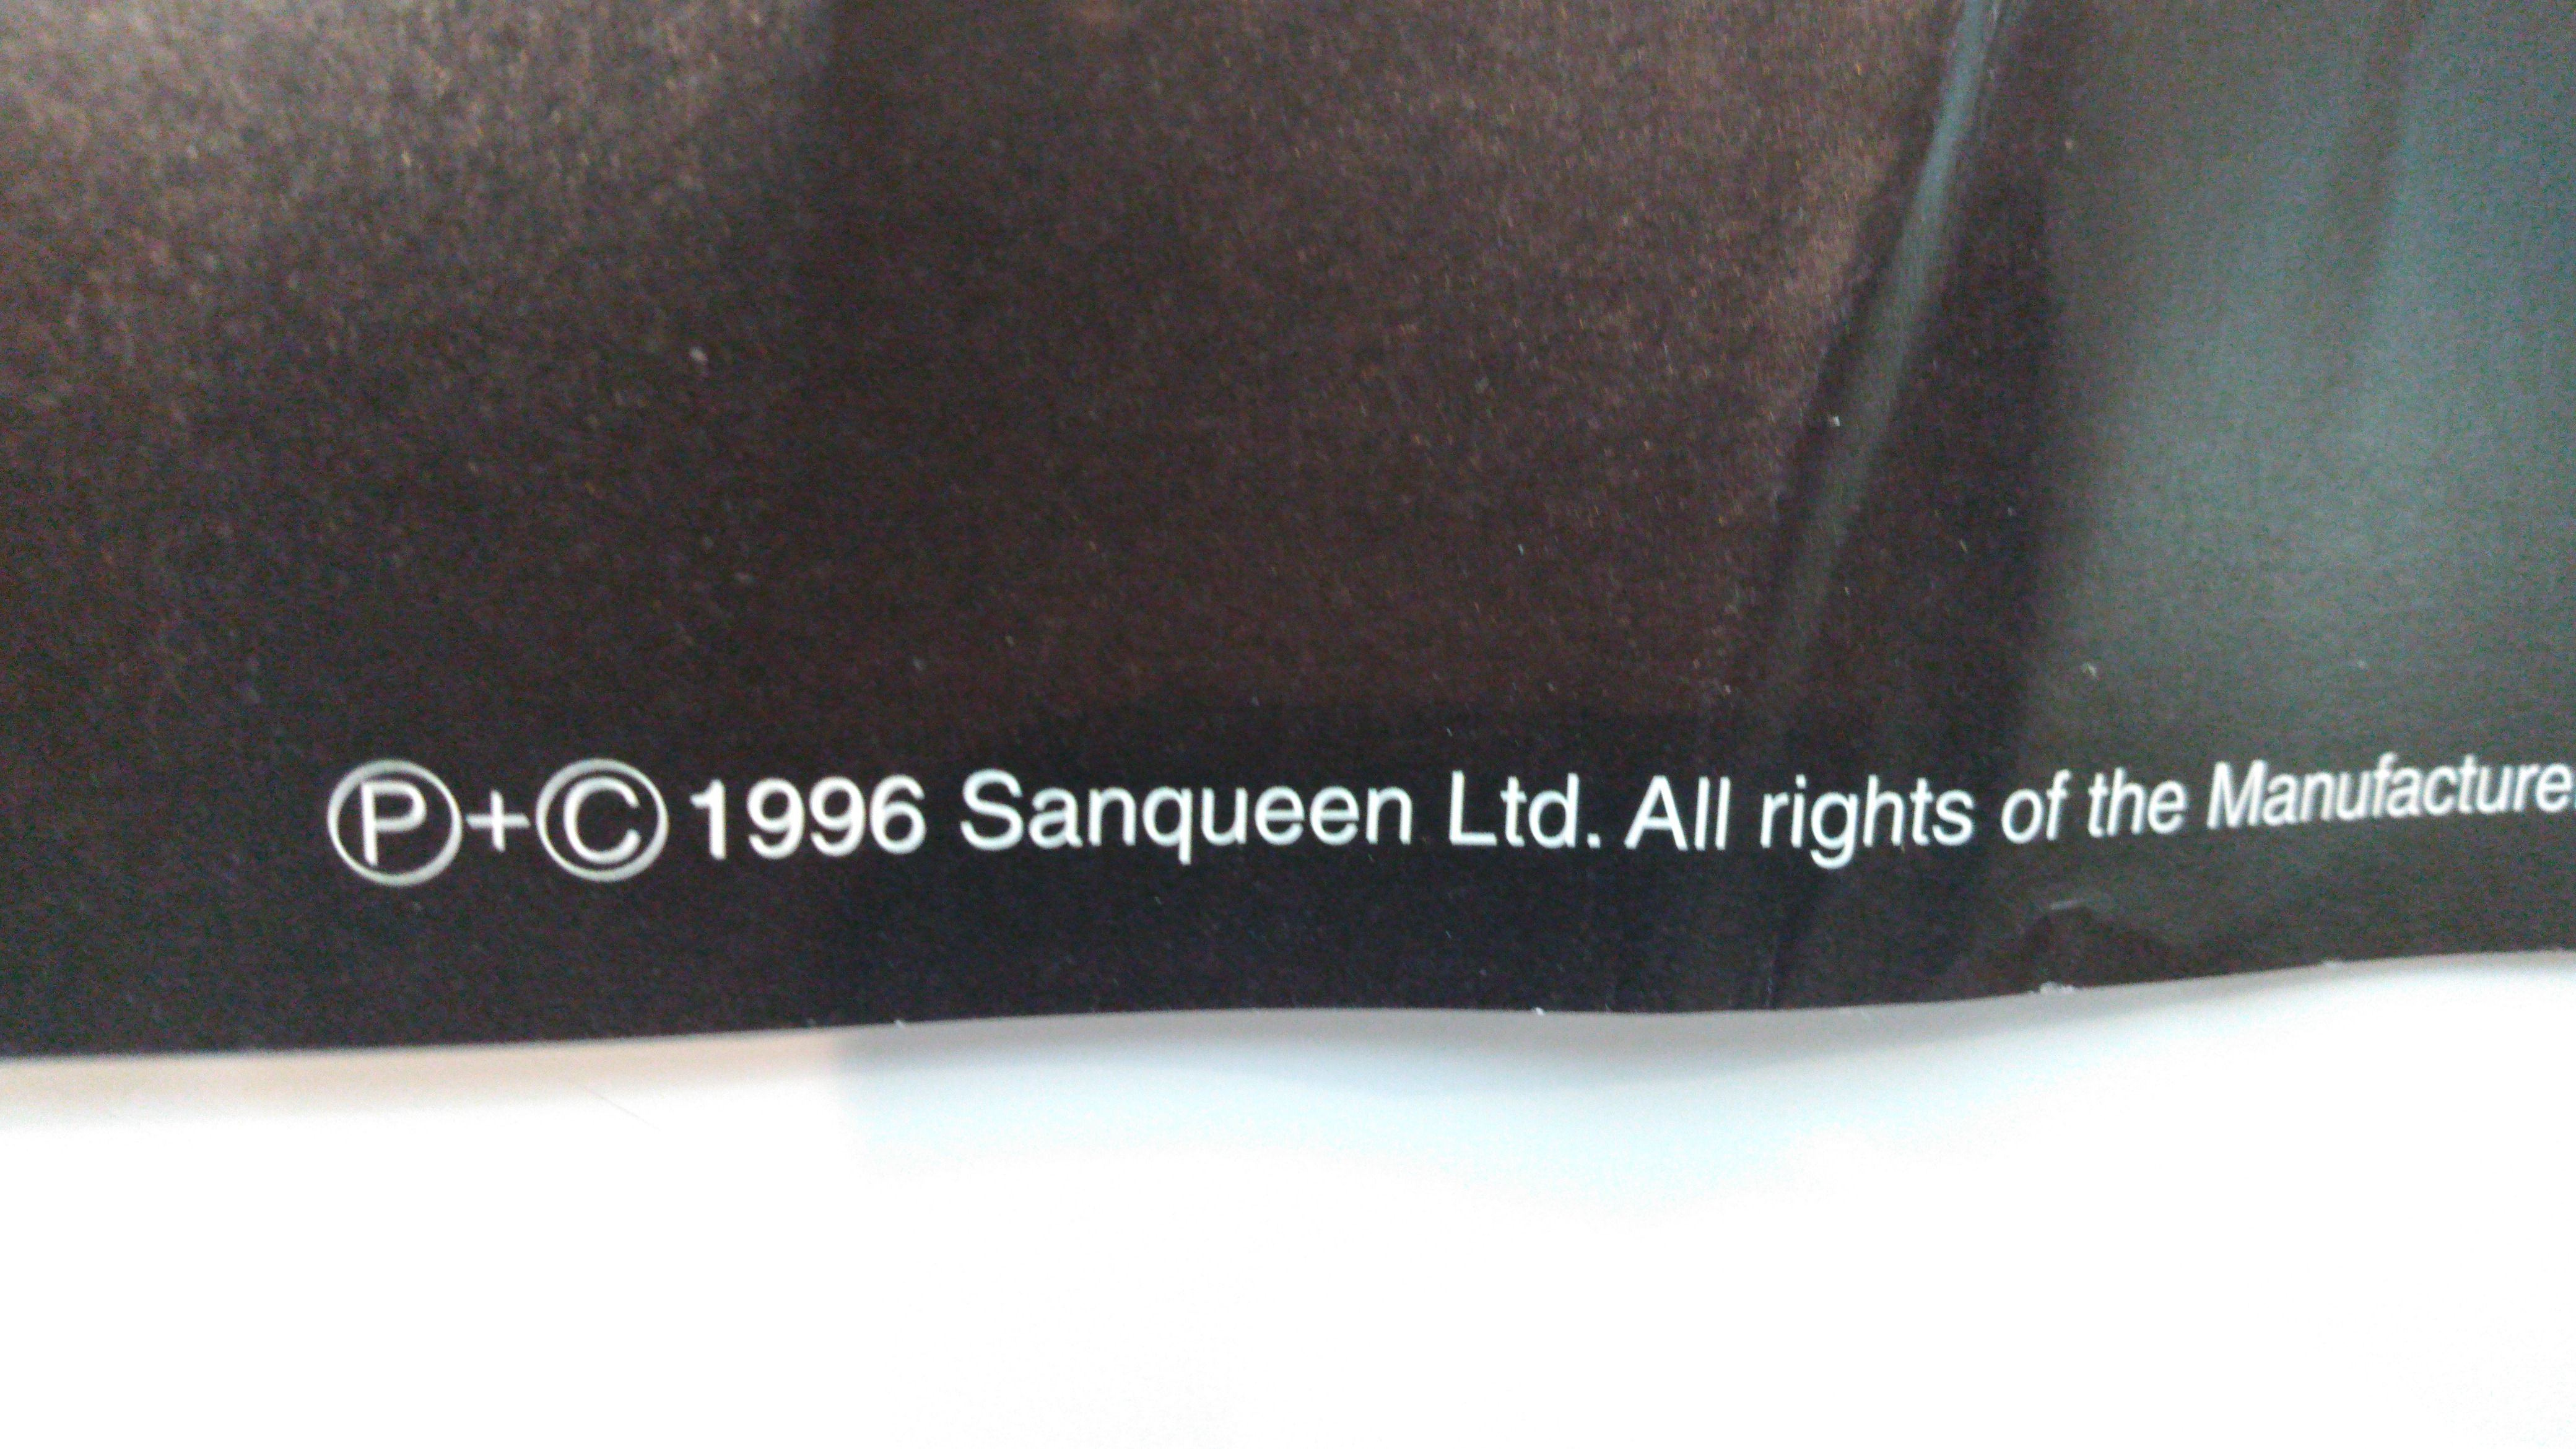 ℗+©1996 Sanqueen Ltd. All rights of the Manufacture